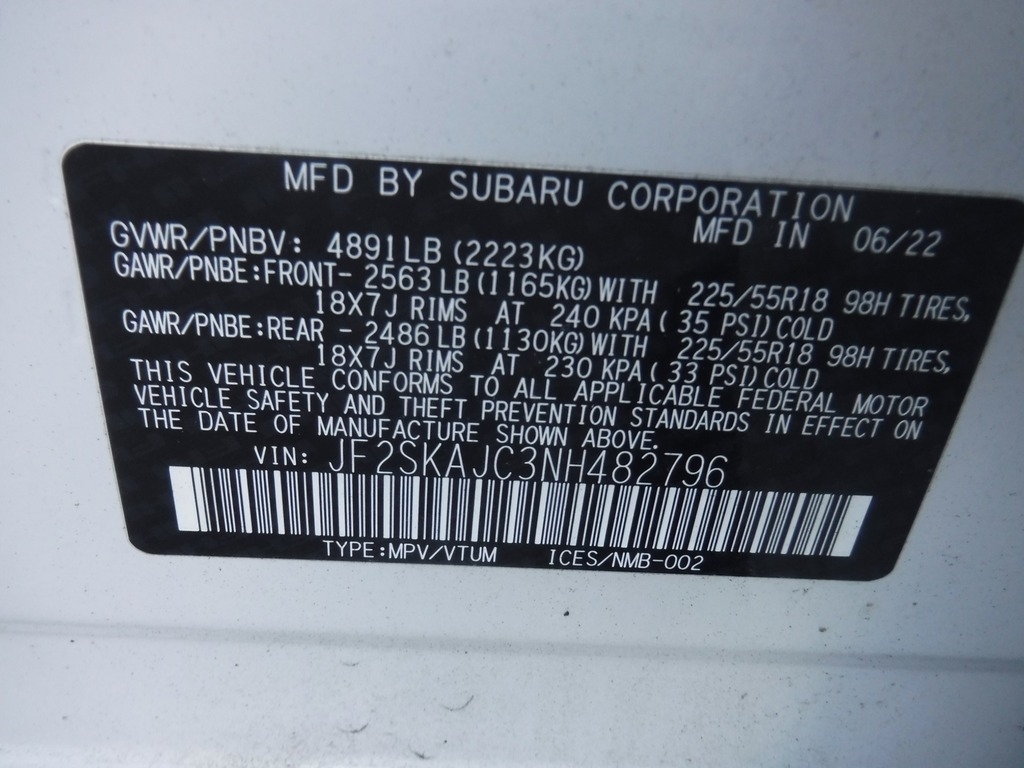 MFD BY SUBARU CORPORATION
MFD IN 06/22
GVWR/PNBV: 4891LB (2223KG)
GAWR/PNBE:FRONT- 2563LB (1165KG) WITH 225/55R18 98H TIRES,
18X7J RIMS AT 240 KPA ( 35 PSI) COLD
GAWR/PNBE:REAR - 2486LB (1130KG) WITH 225/55R18 98H TIRES,
18X7J RIMS AT 230 KPA ( 33 PSI) COLD
THIS VEHICLE CONFORMS TO ALL APPLICABLE FEDERAL MOTOR
VEHICLE SAFETY AND THEFT PREVENTION STANDARDS IN EFFECT ON
THE DATE OF MANUFACTURE SHOWN ABOVE.
VIN: JF2SKAJC3NH482796
TYPE:MPV/VTUM ICES/NMB-002